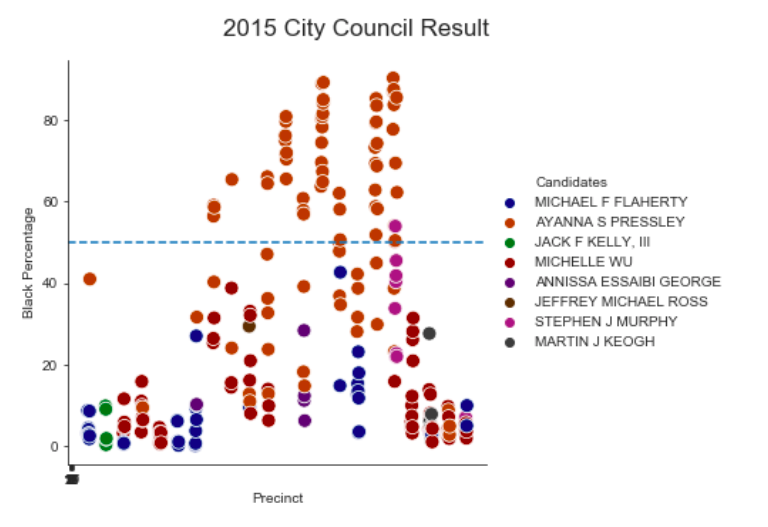 2015 City Council Result
80
60
40
20
0
Black Percentage
Precinct
Candidates
MICHAEL F FLAHERTY
AYANNA S PRESSLEY
JACK F KELLY, III
MICHELLE WU
ANNISSA ESSAIBI GEORGE
JEFFREY MICHAEL ROSS
STEPHEN J MURPHY
MARTIN J KEOGH